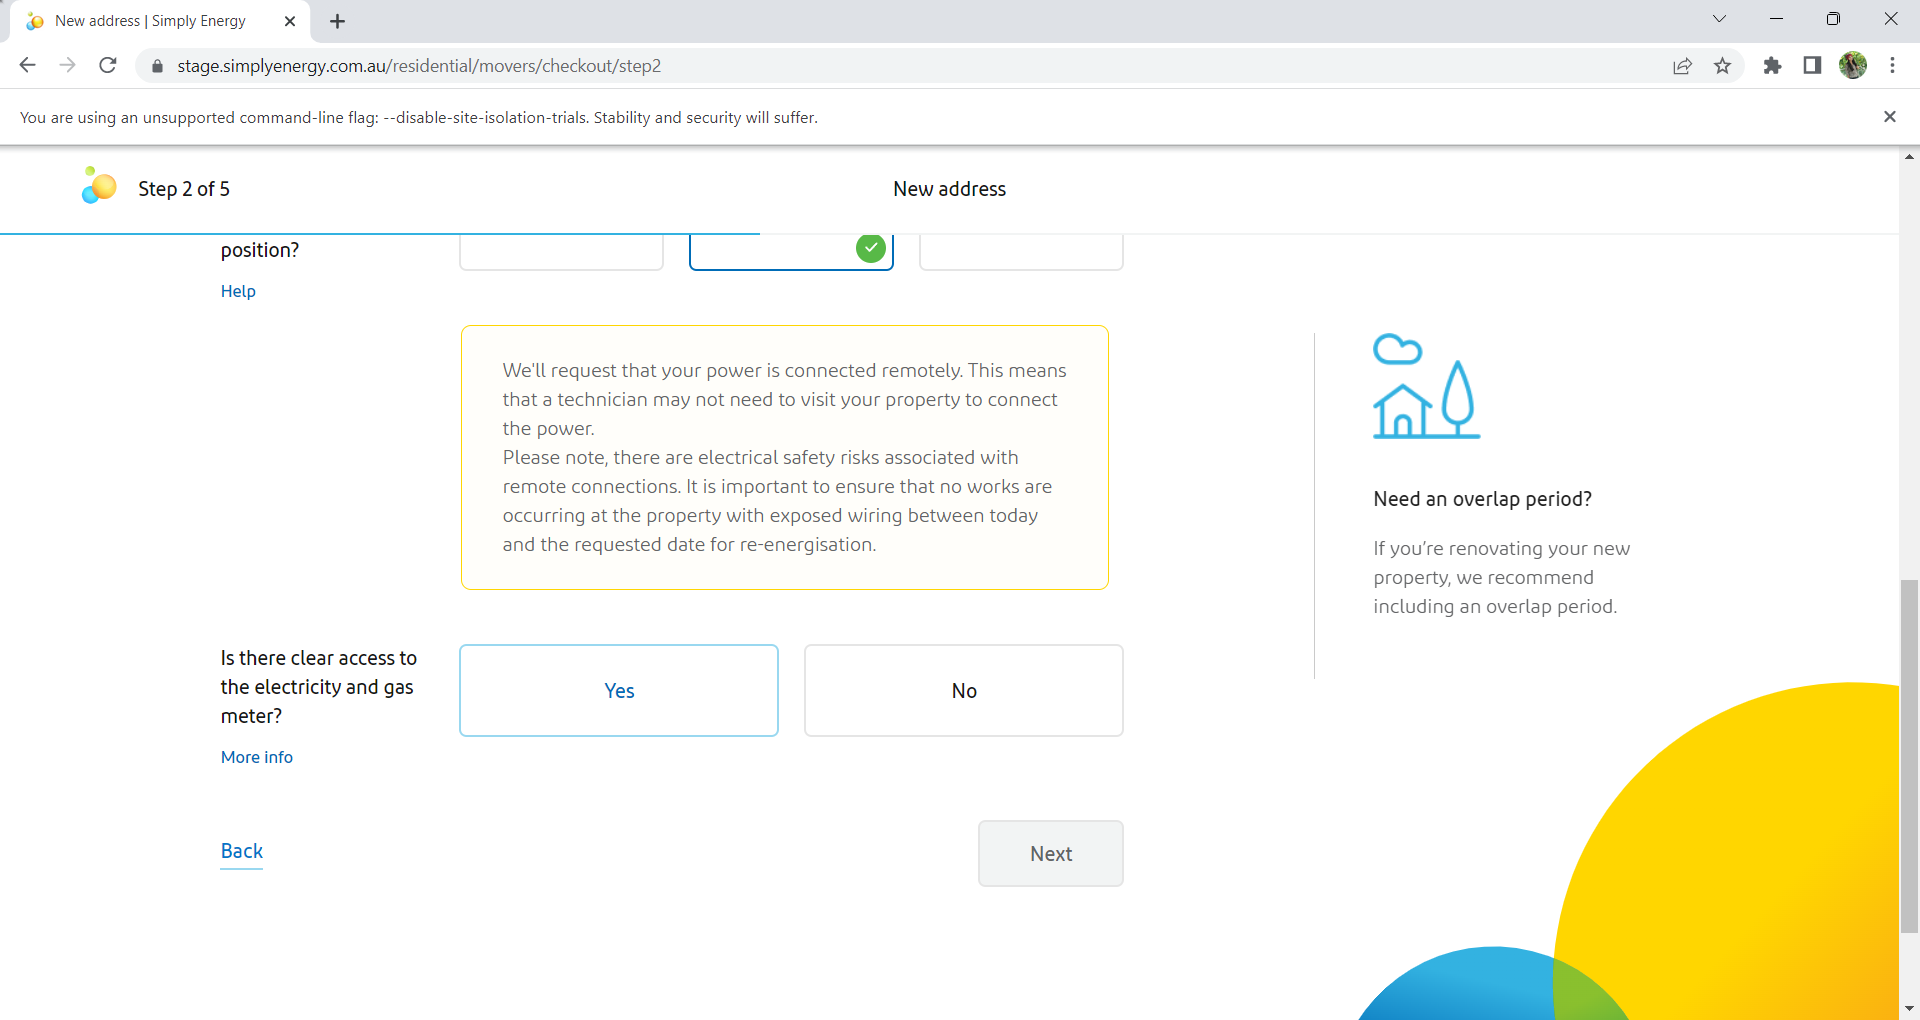 New address | Simply Energy
stage.simplyenergy.com.au/residential/movers/checkout/step2
You are using an unsupported command-line flag: --disable-site-isolation-trials. Stability and security will suffer.
Step 2 of 5
New address
position?
Help
We'll request that your power is connected remotely. This means
that a technician may not need to visit your property to connect
the power.
Please note, there are electrical safety risks associated with
remote connections. It is important to ensure that no works are
occurring at the property with exposed wiring between today
and the requested date for re-energisation.
Need an overlap period?
If you’re renovating your new
property, we recommend
including an overlap period.
Is there clear access to
the electricity and gas
meter?
More info
Yes
No
Back
Next